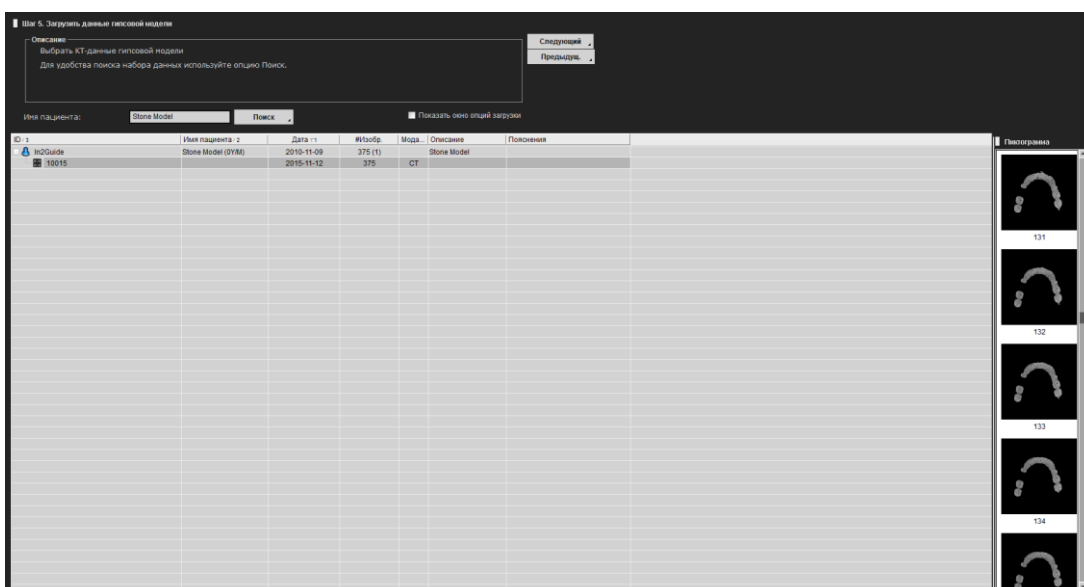 Шаг 5. Загрузить данные гипсовой модели
Описание
Выбрать КТ-данные гипсовой модели
Для удобства поиска набора данных используйте опцию Поиск.
Следующий
Предыдущ.
Имя пациента: Stone Model Поиск Показать окно опций загрузки
ID / 3 Имя пациента / 2 Дата #Изобр. Мода... Описание Пояснения
In2Guide Stone Model (0Y/M) 2010-11-09 375 (1) Stone Model
10015 2015-11-12 375 CT
Пиктограмма
131
132
133
134